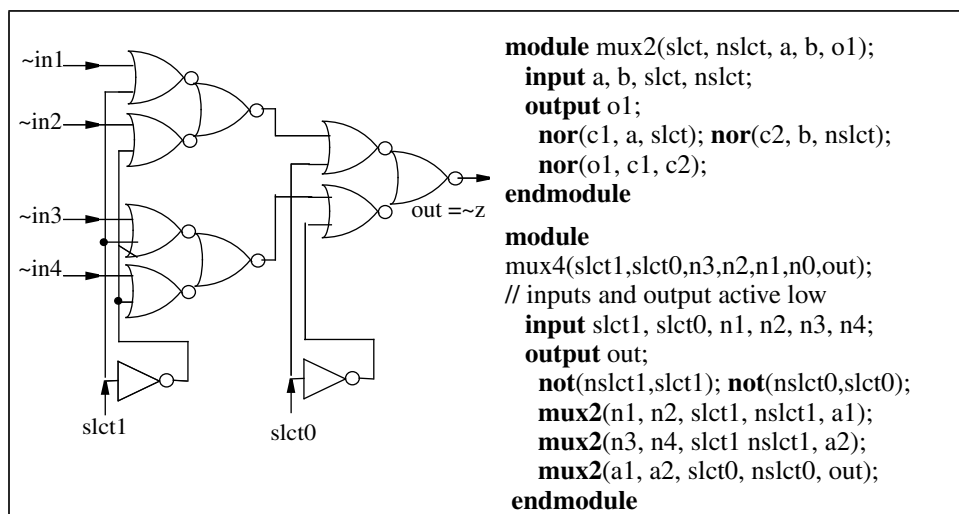 ~in1
~in2
~in3
~in4
slct1
slct0
out =~z
module mux2(slct, nslct, a, b, o1);
input a, b, slct, nslct;
output o1;
nor(c1, a, slct); nor(c2, b, nslct);
nor(o1, c1, c2);
endmodule
module
mux4(slct1,slct0,n3,n2,n1,n0,out);
// inputs and output active low
input slct1, slct0, n1, n2, n3, n4;
output out;
not(nslct1,slct1); not(nslct0,slct0);
mux2(n1, n2, slct1, nslct1, a1);
mux2(n3, n4, slct1 nslct1, a2);
mux2(a1, a2, slct0, nslct0, out);
endmodule